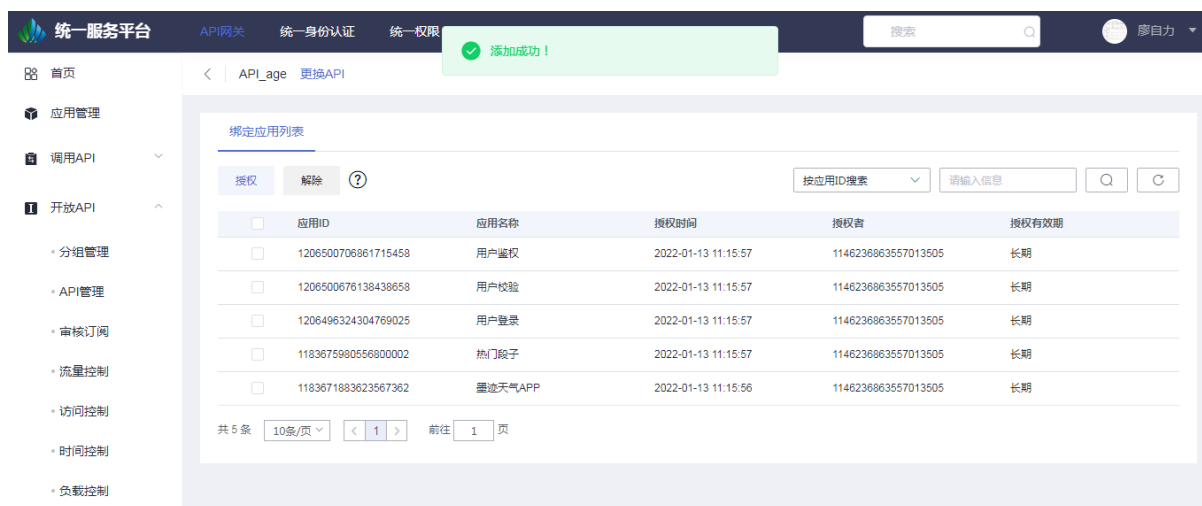 统一服务平台
API网关 统一身份认证 统一权限
添加成功！
搜索
廖自力
首页
应用管理
调用API
开放API
分组管理
API管理
审核订阅
流量控制
访问控制
时间控制
负载控制
API_age 更换API
绑定应用列表
授权 解除 ?
按应用ID搜索 请输入信息
应用ID 应用名称 授权时间 授权者 授权有效期
1206500706861715458 用户鉴权 2022-01-13 11:15:57 1146236863557013505 长期
1206500676138438658 用户校验 2022-01-13 11:15:57 1146236863557013505 长期
1206496324304769025 用户登录 2022-01-13 11:15:57 1146236863557013505 长期
1183675980556800002 热门段子 2022-01-13 11:15:57 1146236863557013505 长期
1183671883623567362 墨迹天气APP 2022-01-13 11:15:56 1146236863557013505 长期
共 5 条 10条/页 < 1 > 前往 1 页